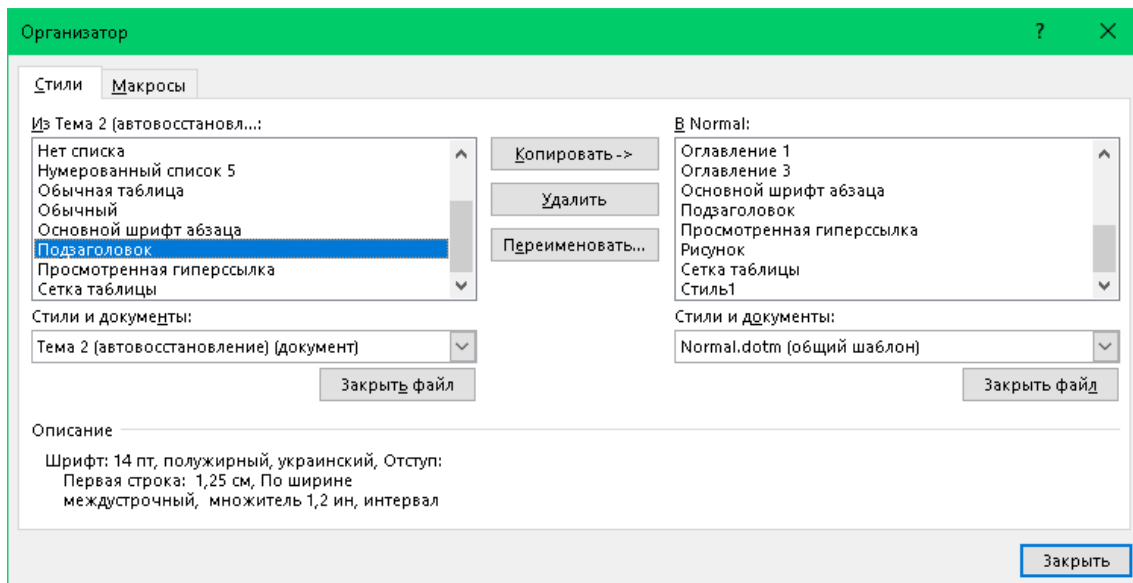 Организатор
?
Стили
Макросы
Из Тема 2 (автовосстановл...:
Нет списка
Нумерованный список 5
Обычная таблица
Обычный
Основной шрифт абзаца
Подзаголовок
Просмотренная гиперссылка
Сетка таблицы
Стили и документы:
Тема 2 (автовосстановление) (документ)
Закрыть файл
Копировать ->
Удалить
Переименовать...
В Normal:
Оглавление 1
Оглавление 3
Основной шрифт абзаца
Подзаголовок
Просмотренная гиперссылка
Рисунок
Сетка таблицы
Стиль1
Стили и документы:
Normal.dotm (общий шаблон)
Закрыть файл
Описание
Шрифт: 14 пт, полужирный, украинский, Отступ:
Первая строка: 1,25 см, По ширине
междустрочный, множитель 1,2 ин, интервал
Закрыть